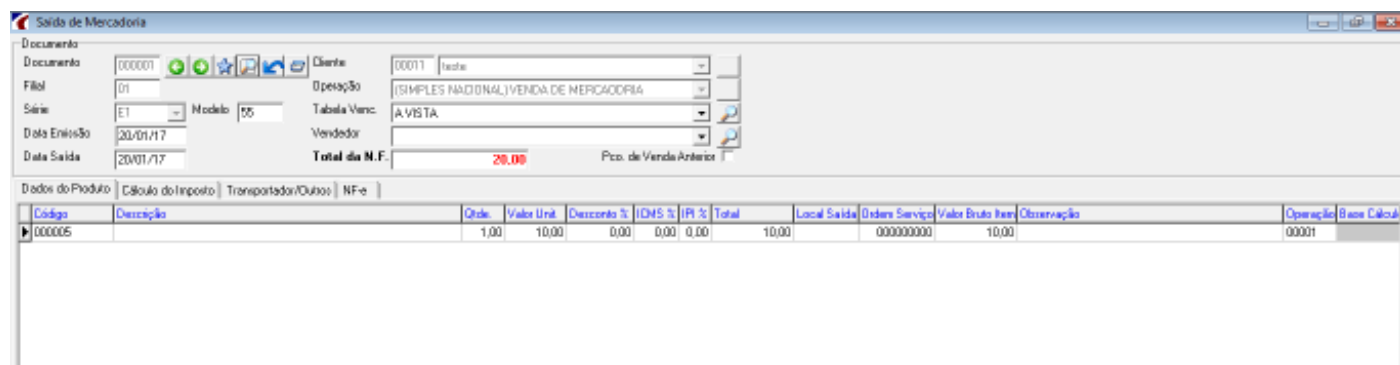 Saída de Mercadoria
Documento
Documento 000001 Cliente 00011 teste
Filial 01 Operação (SIMPLES NACIONAL)VENDA DE MERCAODRIA
Série E1 Modelo 55 Tabela Venc. A VISTA
Data Emissão 20/01/17 Vendedor
Data Saída 20/01/17 Total da N.F. 20,00 Pco. de Venda Anterior
Dados do Produto Cálculo do Imposto Transportador/Outros NF-e
Código Descrição Qtde. Valor Unit. Desconto % ICMS % IPI % Total Local Saída Ordem Serviço Valor Bruto Item Observação Operação Base Cálcul
000005 1,00 10,00 0,00 0,00 0,00 10,00 000000000 10,00 00001